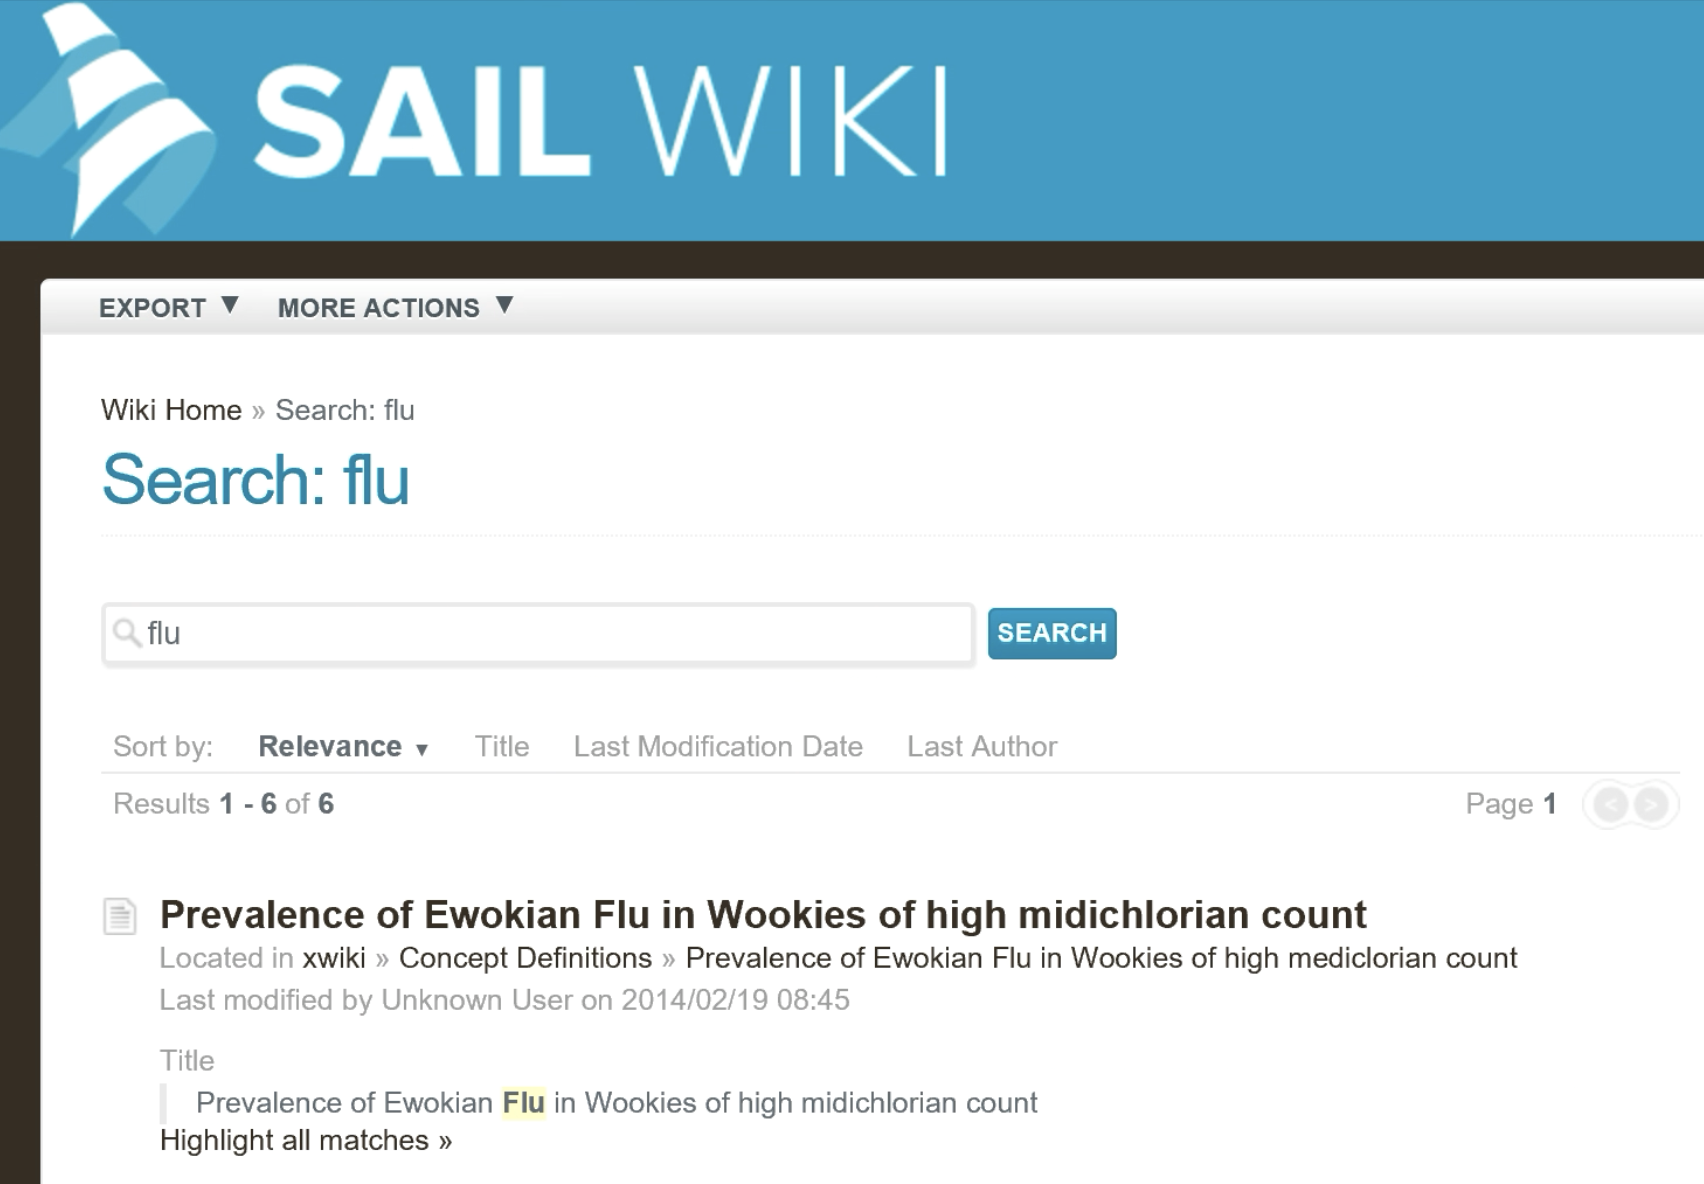 SAIL WIKI
EXPORT ▼ MORE ACTIONS ▼
Wiki Home » Search: flu
Search: flu
flu SEARCH
Sort by: Relevance ▼ Title Last Modification Date Last Author
Results 1 - 6 of 6 Page 1 < >
Prevalence of Ewokian Flu in Wookies of high midichlorian count
Located in xwiki » Concept Definitions » Prevalence of Ewokian Flu in Wookies of high mediclorian count
Last modified by Unknown User on 2014/02/19 08:45
Title
Prevalence of Ewokian Flu in Wookies of high midichlorian count
Highlight all matches »